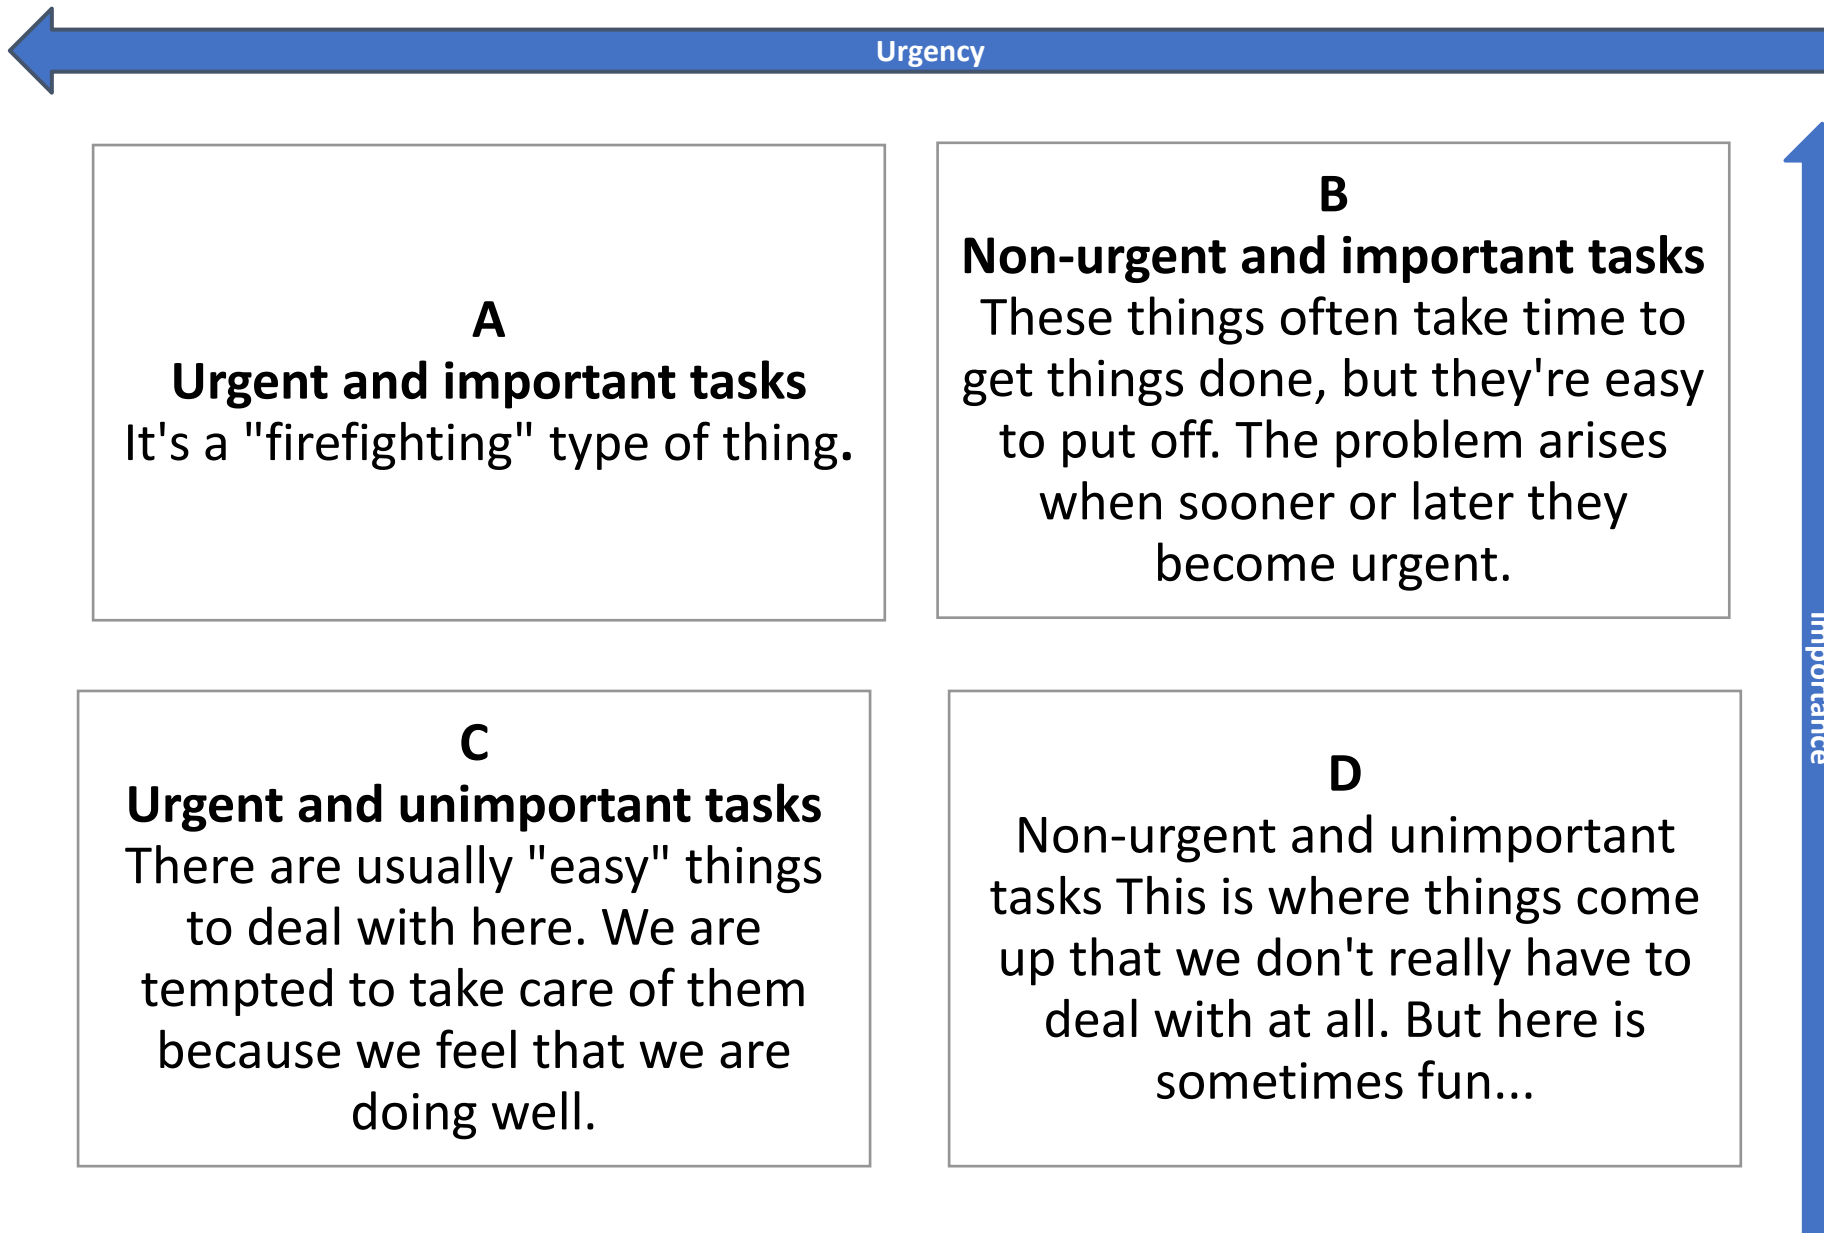 Urgency
A
Urgent and important tasks
It's a "firefighting" type of thing.
B
Non-urgent and important tasks
These things often take time to
get things done, but they're easy
to put off. The problem arises
when sooner or later they
become urgent.
Importance
C
Urgent and unimportant tasks
There are usually "easy" things
to deal with here. We are
tempted to take care of them
because we feel that we are
doing well.
D
Non-urgent and unimportant
tasks This is where things come
up that we don't really have to
deal with at all. But here is
sometimes fun...